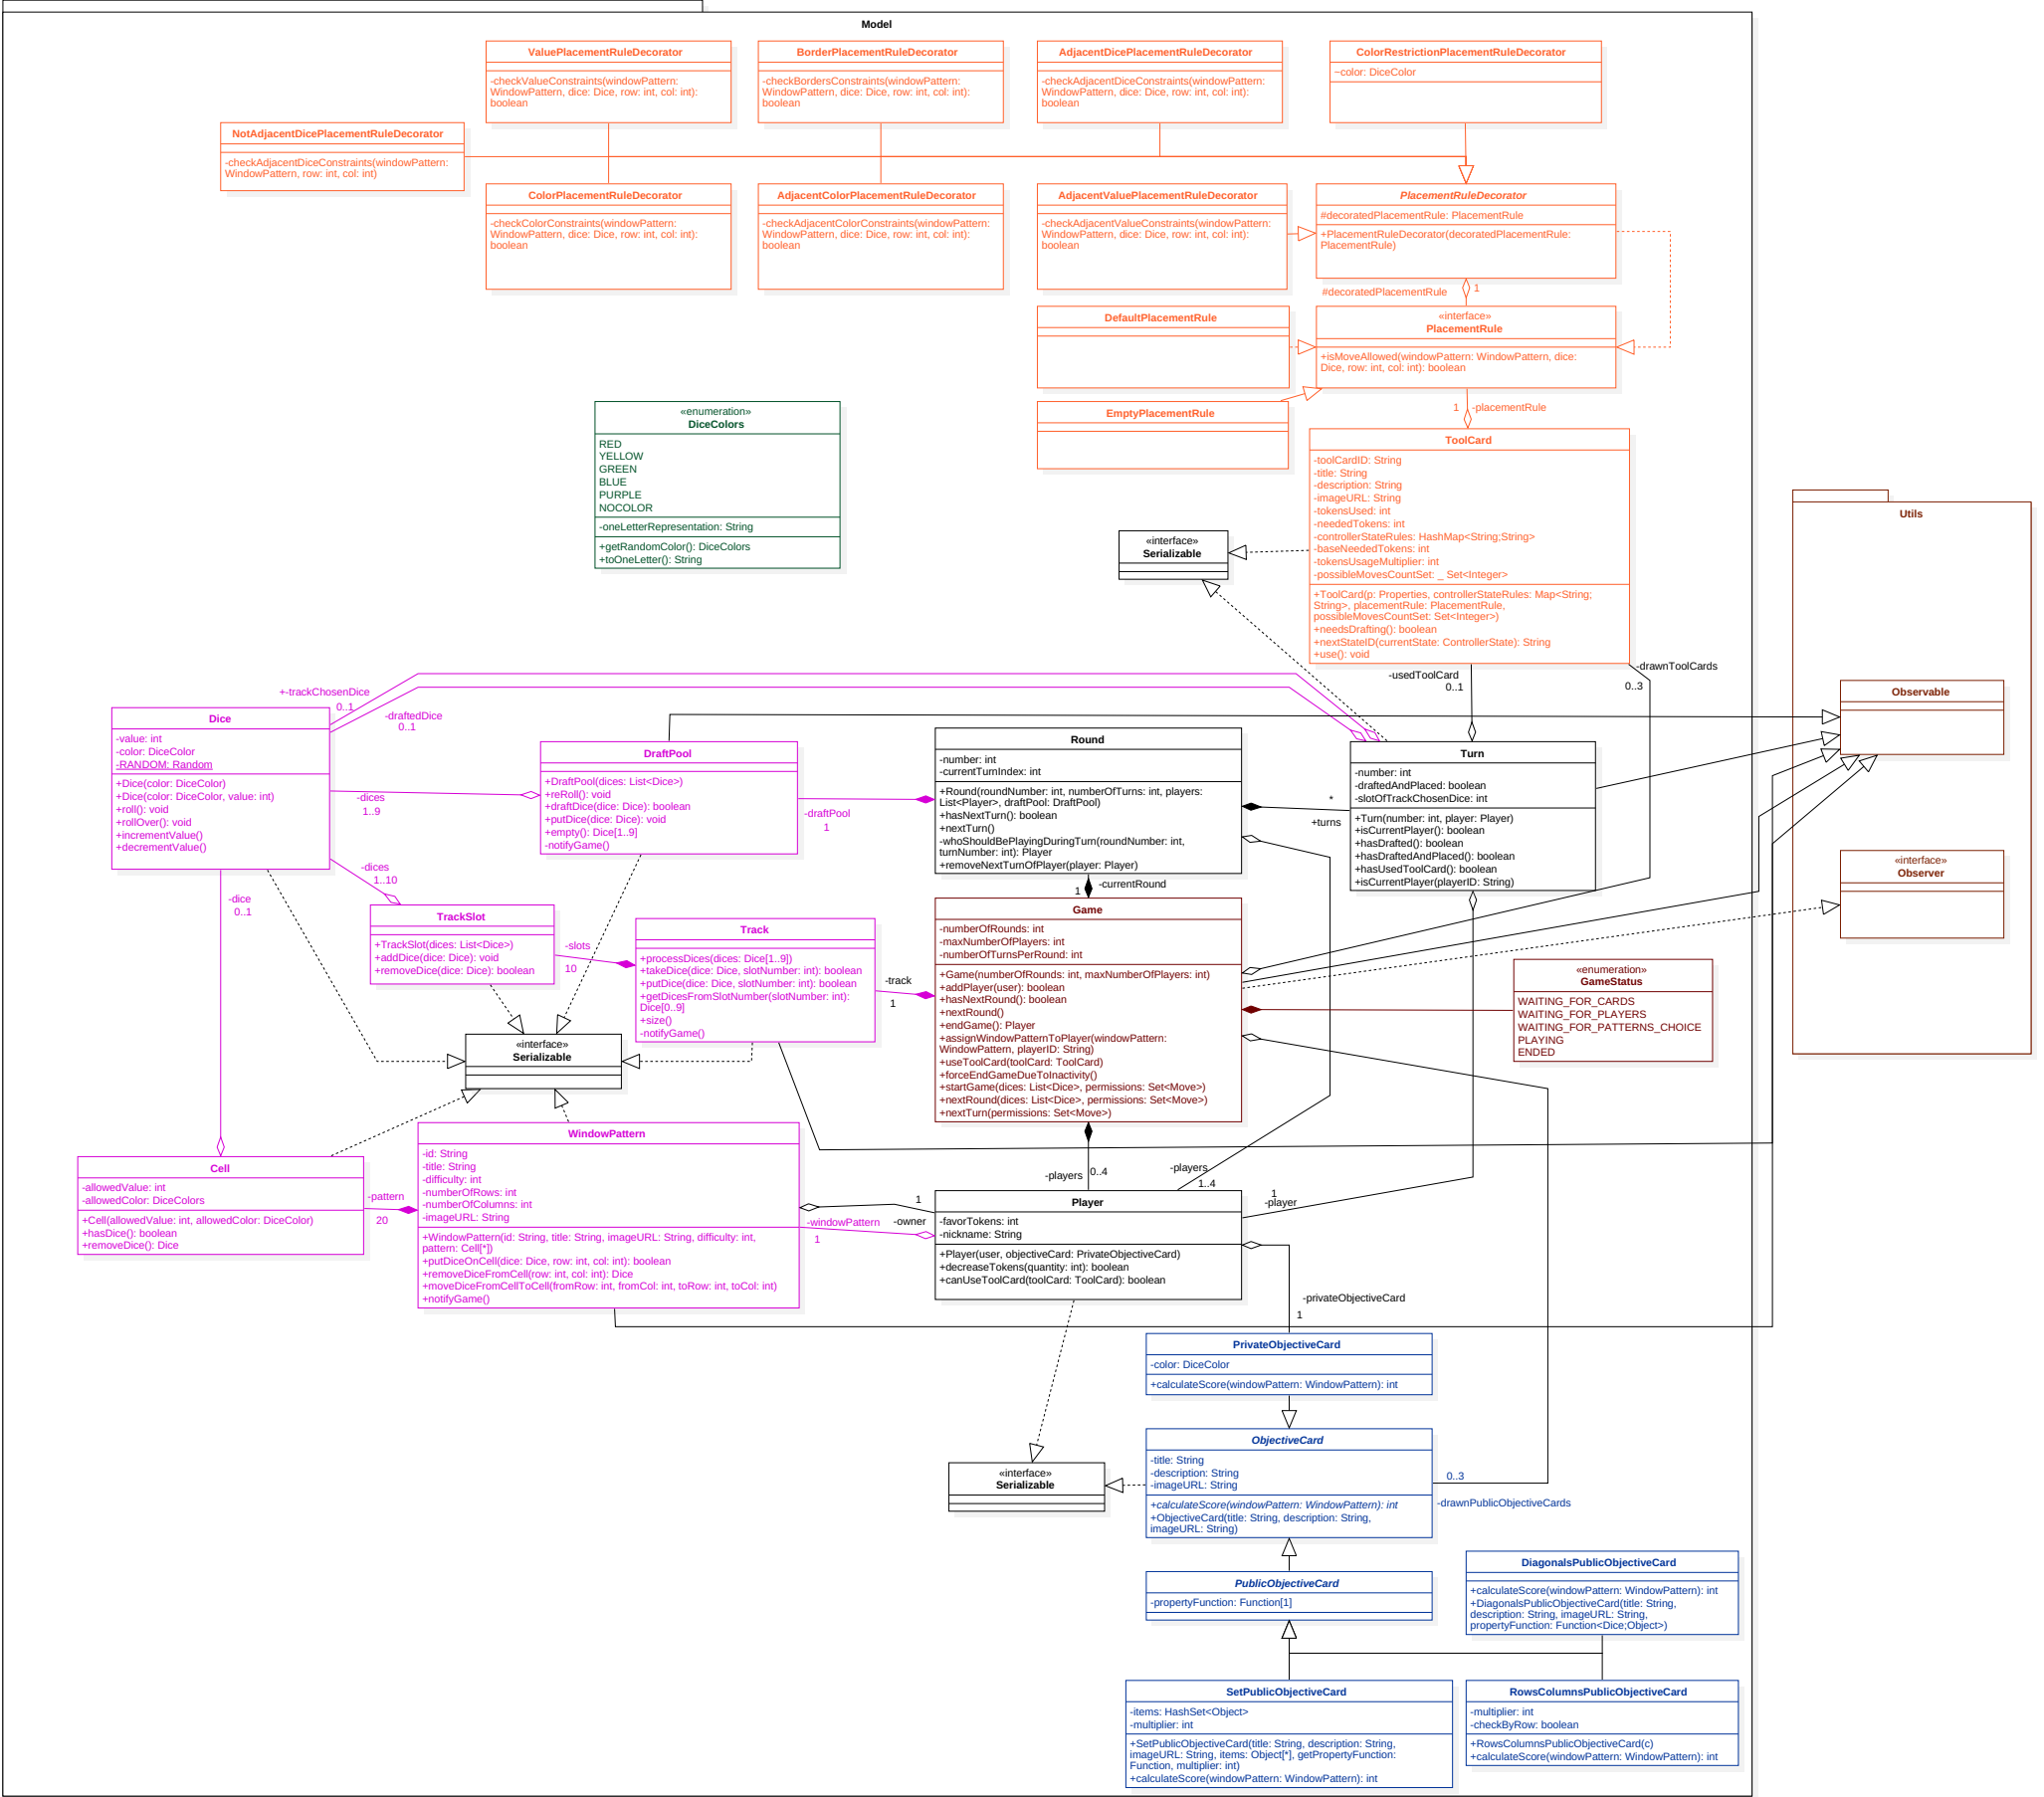 Model
ValuePlacementRuleDecorator
-checkValueConstraints(windowPattern:
WindowPattern, dice: Dice, row: int, col: int):
boolean
BorderPlacementRuleDecorator
-checkBordersConstraints(windowPattern:
WindowPattern, dice: Dice, row: int, col: int):
boolean
AdjacentDicePlacementRuleDecorator
-checkAdjacentDiceConstraints(windowPattern:
WindowPattern, dice: Dice, row: int, col: int):
boolean
ColorRestrictionPlacementRuleDecorator
~color: DiceColor
NotAdjacentDicePlacementRuleDecorator
-checkAdjacentDiceConstraints(windowPattern:
WindowPattern, row: int, col: int)
ColorPlacementRuleDecorator
-checkColorConstraints(windowPattern:
WindowPattern, dice: Dice, row: int, col: int):
boolean
AdjacentColorPlacementRuleDecorator
-checkAdjacentColorConstraints(windowPattern:
WindowPattern, dice: Dice, row: int, col: int):
boolean
AdjacentValuePlacementRuleDecorator
-checkAdjacentValueConstraints(windowPattern:
WindowPattern, dice: Dice, row: int, col: int):
boolean
PlacementRuleDecorator
#decoratedPlacementRule: PlacementRule
+PlacementRuleDecorator(decoratedPlacementRule:
PlacementRule)
#decoratedPlacementRule
1
DefaultPlacementRule
«interface»
PlacementRule
+isMoveAllowed(windowPattern: WindowPattern, dice:
Dice, row: int, col: int): boolean
EmptyPlacementRule
1
-placementRule
«enumeration»
DiceColors
RED
YELLOW
GREEN
BLUE
PURPLE
NOCOLOR
-oneLetterRepresentation: String
+getRandomColor(): DiceColors
+toOneLetter(): String
ToolCard
-toolCardID: String
-title: String
-description: String
-imageURL: String
-tokensUsed: int
-neededTokens: int
-controllerStateRules: HashMap<String;String>
-baseNeededTokens: int
-tokensUsageMultiplier: int
-possibleMovesCountSet: _ Set<Integer>
+ToolCard(p: Properties, controllerStateRules: Map<String;
String>, placementRule: PlacementRule,
possibleMovesCountSet: Set<Integer>)
+needsDrafting(): boolean
+nextStateID(currentState: ControllerState): String
+use(): void
«interface»
Serializable
Utils
-drawnToolCards
0..3
-usedToolCard
0..1
Observable
«interface»
Observer
+-trackChosenDice
0..1
-draftedDice
0..1
Dice
-value: int
-color: DiceColor
-RANDOM: Random
+Dice(color: DiceColor)
+Dice(color: DiceColor, value: int)
+roll(): void
+rollOver(): void
+incrementValue()
+decrementValue()
-dices
1..9
DraftPool
+DraftPool(dices: List<Dice>)
+reRoll(): void
+draftDice(dice: Dice): boolean
+putDice(dice: Dice): void
+empty(): Dice[1..9]
-notifyGame()
-draftPool
1
Round
-number: int
-currentTurnIndex: int
+Round(roundNumber: int, numberOfTurns: int, players:
List<Player>, draftPool: DraftPool)
+hasNextTurn(): boolean
+nextTurn()
-whoShouldBePlayingDuringTurn(roundNumber: int,
turnNumber: int): Player
+removeNextTurnOfPlayer(player: Player)
*
+turns
Turn
-number: int
-draftedAndPlaced: boolean
-slotOfTrackChosenDice: int
+Turn(number: int, player: Player)
+isCurrentPlayer(): boolean
+hasDrafted(): boolean
+hasDraftedAndPlaced(): boolean
+hasUsedToolCard(): boolean
+isCurrentPlayer(playerID: String)
-dices
1..10
-dice
0..1
1
-currentRound
TrackSlot
+TrackSlot(dices: List<Dice>)
+addDice(dice: Dice): void
+removeDice(dice: Dice): boolean
-slots
10
Track
+processDices(dices: Dice[1..9])
+takeDice(dice: Dice, slotNumber: int): boolean
+putDice(dice: Dice, slotNumber: int): boolean
+getDicesFromSlotNumber(slotNumber: int):
Dice[0..9]
+size()
-notifyGame()
-track
1
Game
-numberOfRounds: int
-maxNumberOfPlayers: int
-numberOfTurnsPerRound: int
+Game(numberOfRounds: int, maxNumberOfPlayers: int)
+addPlayer(user): boolean
+hasNextRound(): boolean
+nextRound()
+endGame(): Player
+assignWindowPatternToPlayer(windowPattern:
WindowPattern, playerID: String)
+useToolCard(toolCard: ToolCard)
+forceEndGameDueToInactivity()
+startGame(dices: List<Dice>, permissions: Set<Move>)
+nextRound(dices: List<Dice>, permissions: Set<Move>)
+nextTurn(permissions: Set<Move>)
«enumeration»
GameStatus
WAITING_FOR_CARDS
WAITING_FOR_PLAYERS
WAITING_FOR_PATTERNS_CHOICE
PLAYING
ENDED
«interface»
Serializable
Cell
-allowedValue: int
-allowedColor: DiceColors
+Cell(allowedValue: int, allowedColor: DiceColor)
+hasDice(): boolean
+removeDice(): Dice
-pattern
20
WindowPattern
-id: String
-title: String
-difficulty: int
-numberOfRows: int
-numberOfColumns: int
-imageURL: String
+WindowPattern(id: String, title: String, imageURL: String, difficulty: int,
pattern: Cell[*])
+putDiceOnCell(dice: Dice, row: int, col: int): boolean
+removeDiceFromCell(row: int, col: int): Dice
+moveDiceFromCellToCell(fromRow: int, fromCol: int, toRow: int, toCol: int)
+notifyGame()
1
-owner
-windowPattern
1
-players
0..4
-players
1..4
1
-player
Player
-favorTokens: int
-nickname: String
+Player(user, objectiveCard: PrivateObjectiveCard)
+decreaseTokens(quantity: int): boolean
+canUseToolCard(toolCard: ToolCard): boolean
-privateObjectiveCard
1
PrivateObjectiveCard
-color: DiceColor
+calculateScore(windowPattern: WindowPattern): int
«interface»
Serializable
ObjectiveCard
-title: String
-description: String
-imageURL: String
+calculateScore(windowPattern: WindowPattern): int
+ObjectiveCard(title: String, description: String,
imageURL: String)
0..3
-drawnPublicObjectiveCards
PublicObjectiveCard
-propertyFunction: Function[1]
DiagonalsPublicObjectiveCard
+calculateScore(windowPattern: WindowPattern): int
+DiagonalsPublicObjectiveCard(title: String,
description: String, imageURL: String,
propertyFunction: Function<Dice;Object>)
SetPublicObjectiveCard
-items: HashSet<Object>
-multiplier: int
+SetPublicObjectiveCard(title: String, description: String,
imageURL: String, items: Object[*], getPropertyFunction:
Function, multiplier: int)
+calculateScore(windowPattern: WindowPattern): int
RowsColumnsPublicObjectiveCard
-multiplier: int
-checkByRow: boolean
+RowsColumnsPublicObjectiveCard(c)
+calculateScore(windowPattern: WindowPattern): int